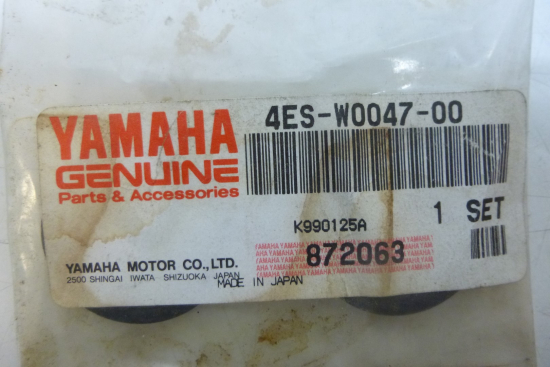 YAMAHA
GENUINE
Parts & Accessories
4ES-W0047-00
K990125A
1 SET
872063
YAMAHA MOTOR CO.,LTD.
2500 SHINGAI IWATA SHIZUOKA JAPAN
MADE IN JAPAN